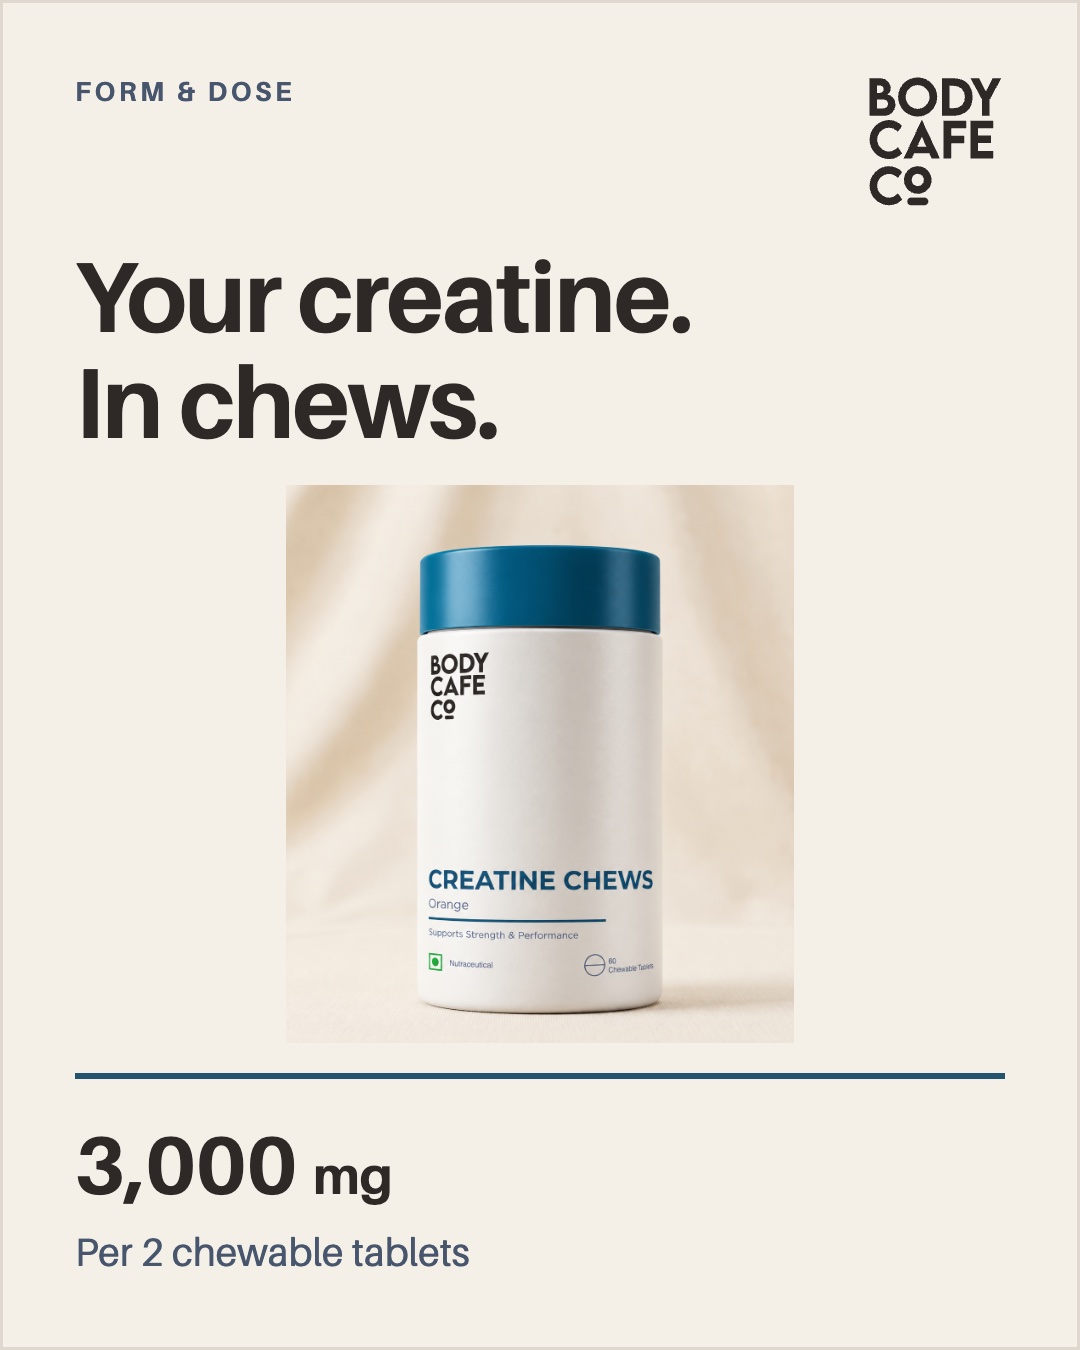 FORM & DOSE
BODY
CAFE
Co
Your creatine.
In chews.
BODY
CAFE
Co
CREATINE CHEWS
Orange
Supports Strength & Performance
Nutraceutical
60
Chewable Tablets
3,000 mg
Per 2 chewable tablets